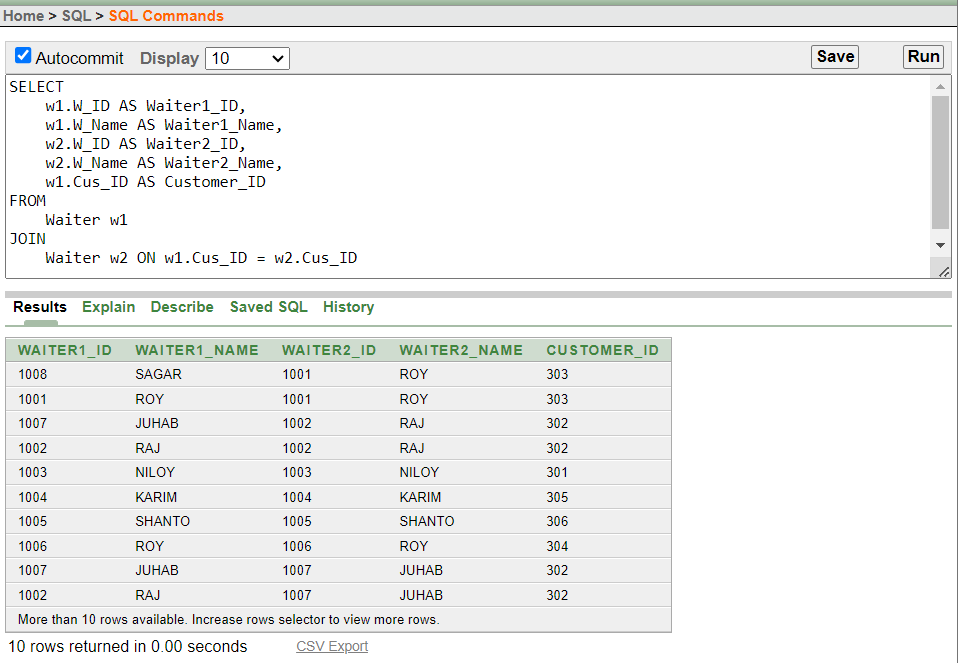 Home > SQL > SQL Commands
Autocommit Display 10 Save Run
SELECT
    w1.W_ID AS Waiter1_ID,
    w1.W_Name AS Waiter1_Name,
    w2.W_ID AS Waiter2_ID,
    w2.W_Name AS Waiter2_Name,
    w1.Cus_ID AS Customer_ID
FROM
    Waiter w1
JOIN
    Waiter w2 ON w1.Cus_ID = w2.Cus_ID
Results Explain Describe Saved SQL History
WAITER1_ID WAITER1_NAME WAITER2_ID WAITER2_NAME CUSTOMER_ID
1008 SAGAR 1001 ROY 303
1001 ROY 1001 ROY 303
1007 JUHAB 1002 RAJ 302
1002 RAJ 1002 RAJ 302
1003 NILOY 1003 NILOY 301
1004 KARIM 1004 KARIM 305
1005 SHANTO 1005 SHANTO 306
1006 ROY 1006 ROY 304
1007 JUHAB 1007 JUHAB 302
1002 RAJ 1007 JUHAB 302
More than 10 rows available. Increase rows selector to view more rows.
10 rows returned in 0.00 seconds CSV Export